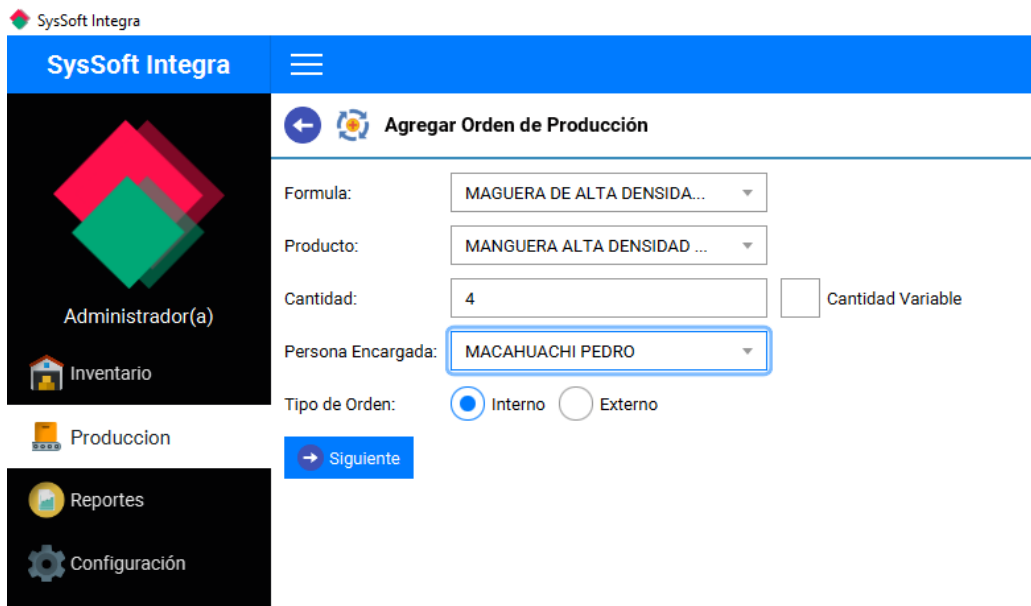 SysSoft Integra
SysSoft Integra
Agregar Orden de Producción
Administrador(a)
Inventario
Produccion
Reportes
Configuración
Formula: MAGUERA DE ALTA DENSIDA...
Producto: MANGUERA ALTA DENSIDAD ...
Cantidad: 4 Cantidad Variable
Persona Encargada: MACAHUACHI PEDRO
Tipo de Orden: Interno Externo
Siguiente